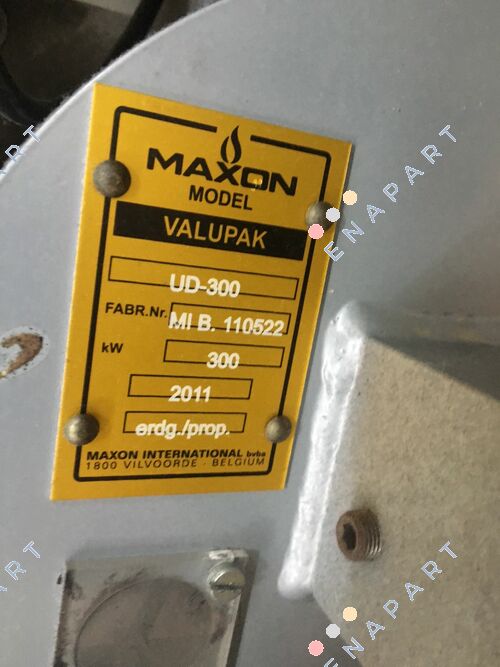 MAXON
MODEL
VALUPAK
UD-300
FABR.Nr. MI B. 110522
kW 300
2011
erdg./prop.
MAXON INTERNATIONAL bvba
1800 VILVOORDE - BELGIUM
ENAPART
ENAPART
ENAPART
ENAPART